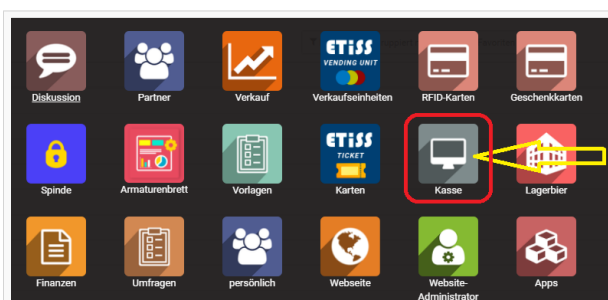 ETiSS
VENDING UNIT
Diskussion Partner Verkauf Verkaufseinheiten RFID-Karten Geschenkkarten
ETiSS
TICKET
Spinde Armaturenbrett Vorlagen Karten Kasse Lagerbier
Finanzen Umfragen persönlich Webseite Website-
Administrator Apps